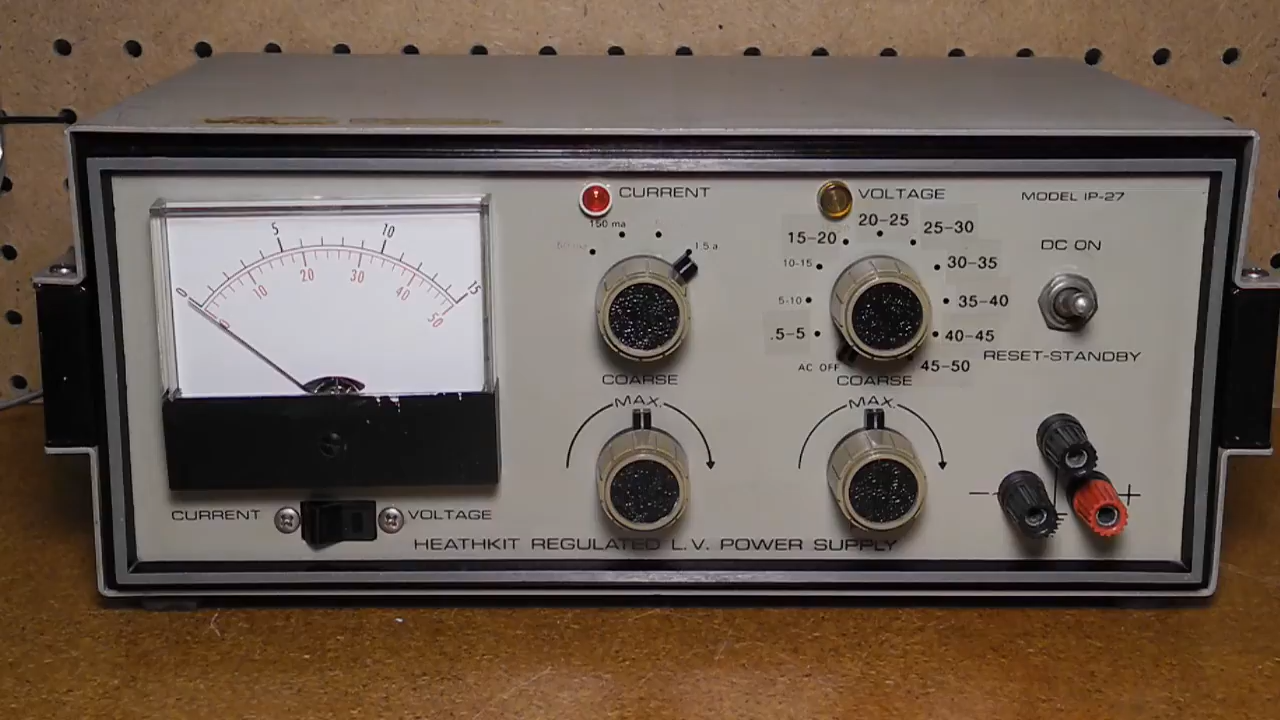 CURRENT
VOLTAGE
MODEL IP-27
5
10
0
15
10
20
30
40
0
50
50 ma
150 ma
1.5 a
AC OFF
.5-5
5-10
10-15
15-20
20-25
25-30
30-35
35-40
40-45
45-50
DC ON
RESET-STANDBY
COARSE
COARSE
MAX.
MAX.
- +
CURRENT
VOLTAGE
HEATHKIT REGULATED L.V. POWER SUPPLY